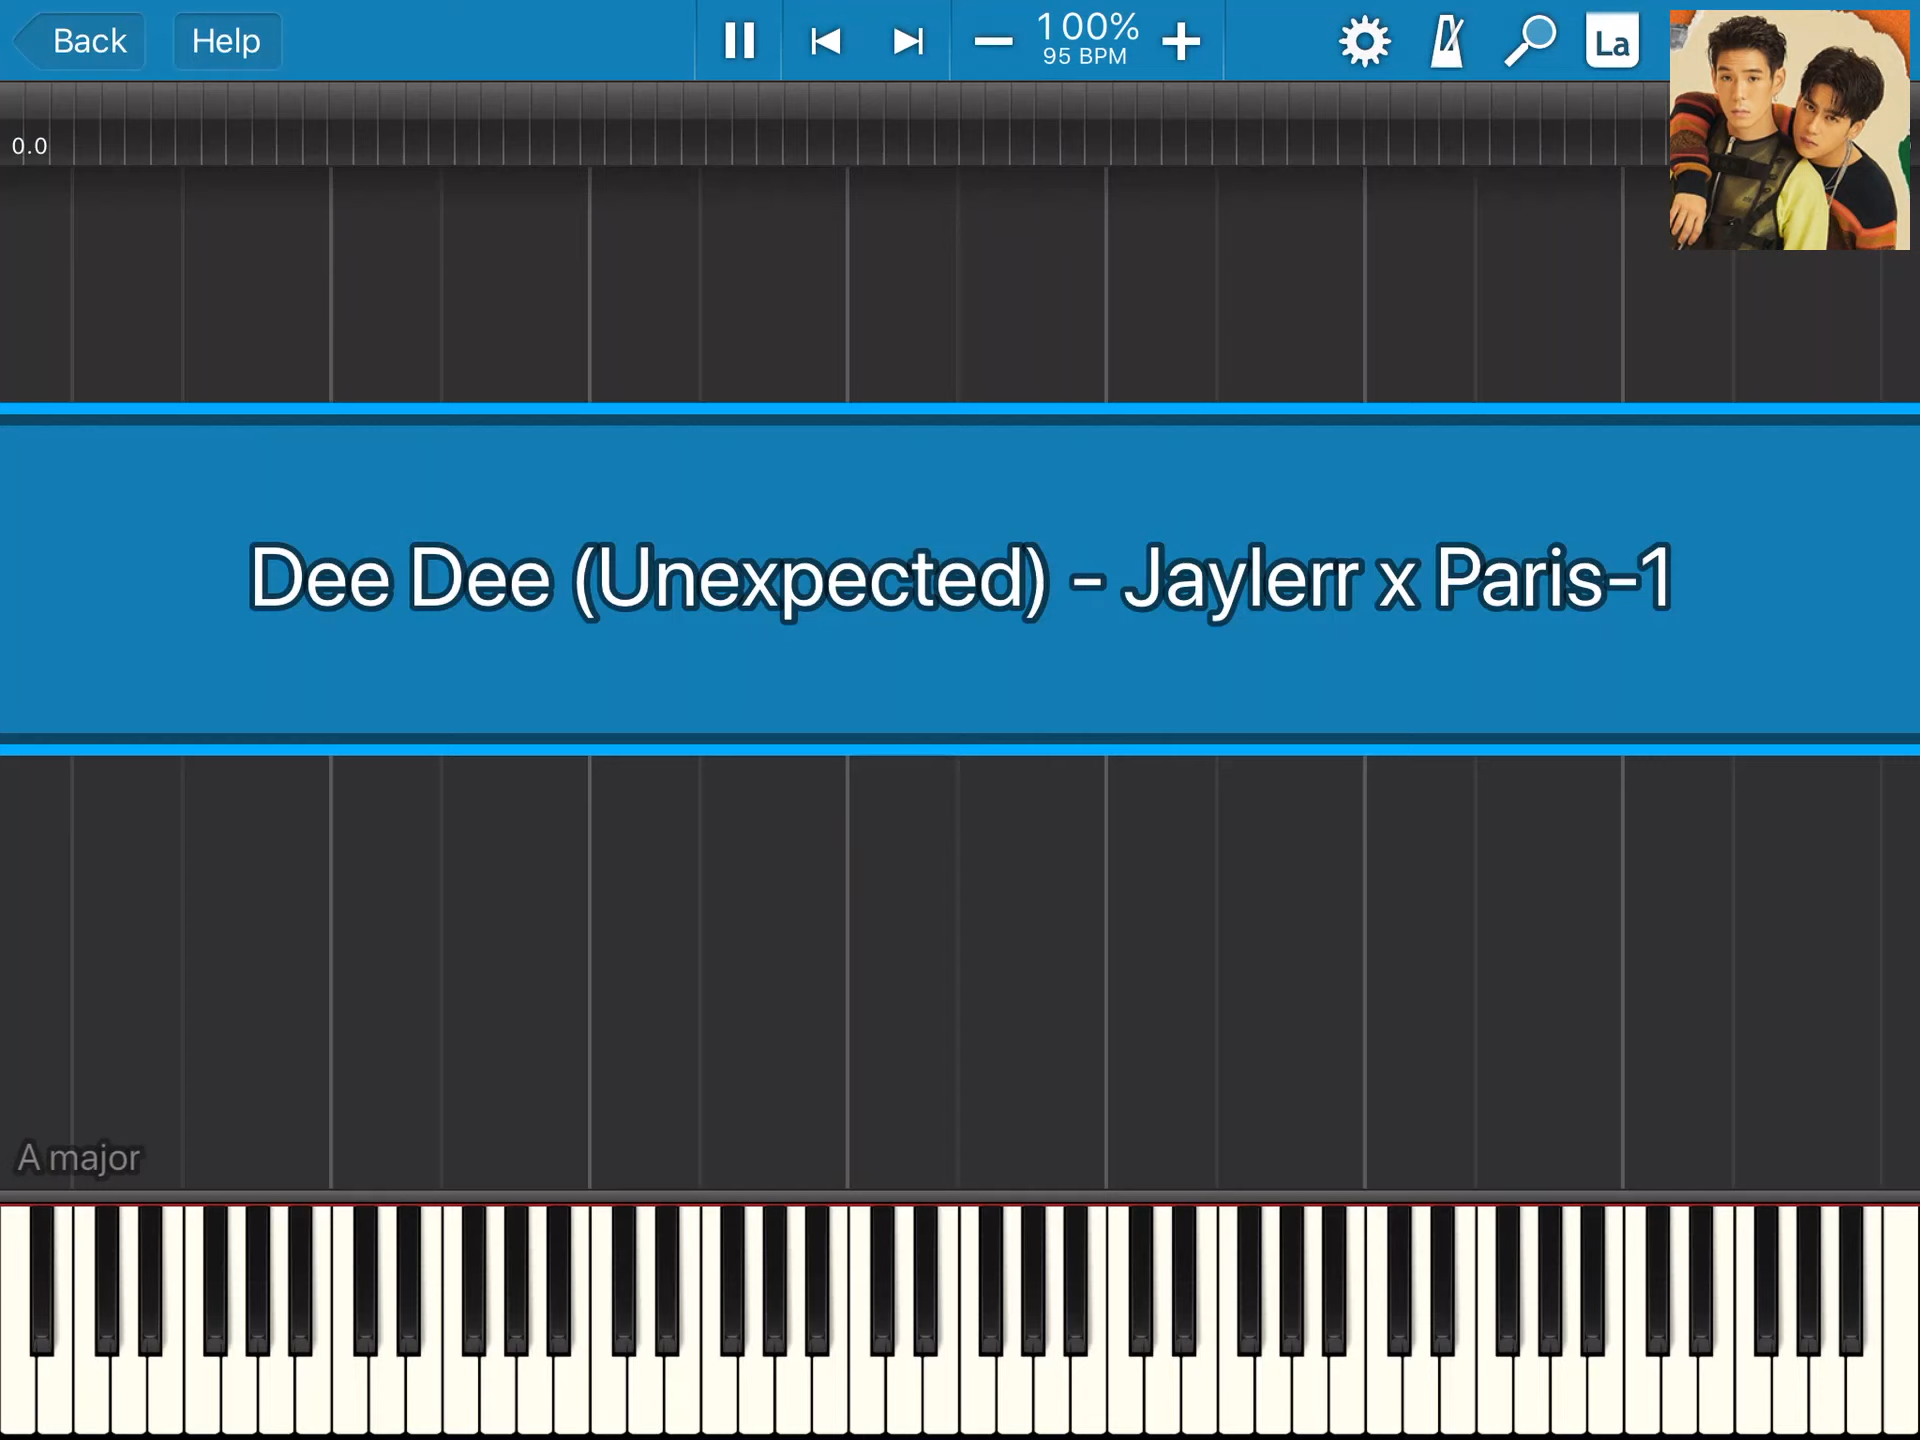 Back
Help
100%
95 BPM
La
0.0
Dee Dee (Unexpected) - Jaylerr x Paris-1
A major